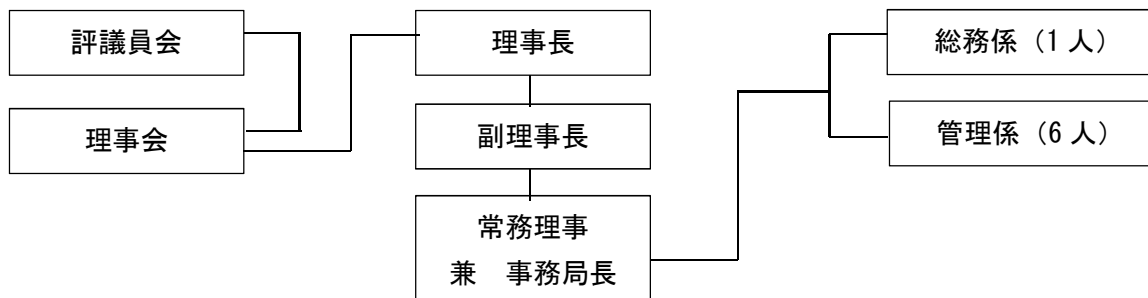 評議員会
理事会
理事長
副理事長
常務理事
兼　事務局長
総務係（1人）
管理係（6人）